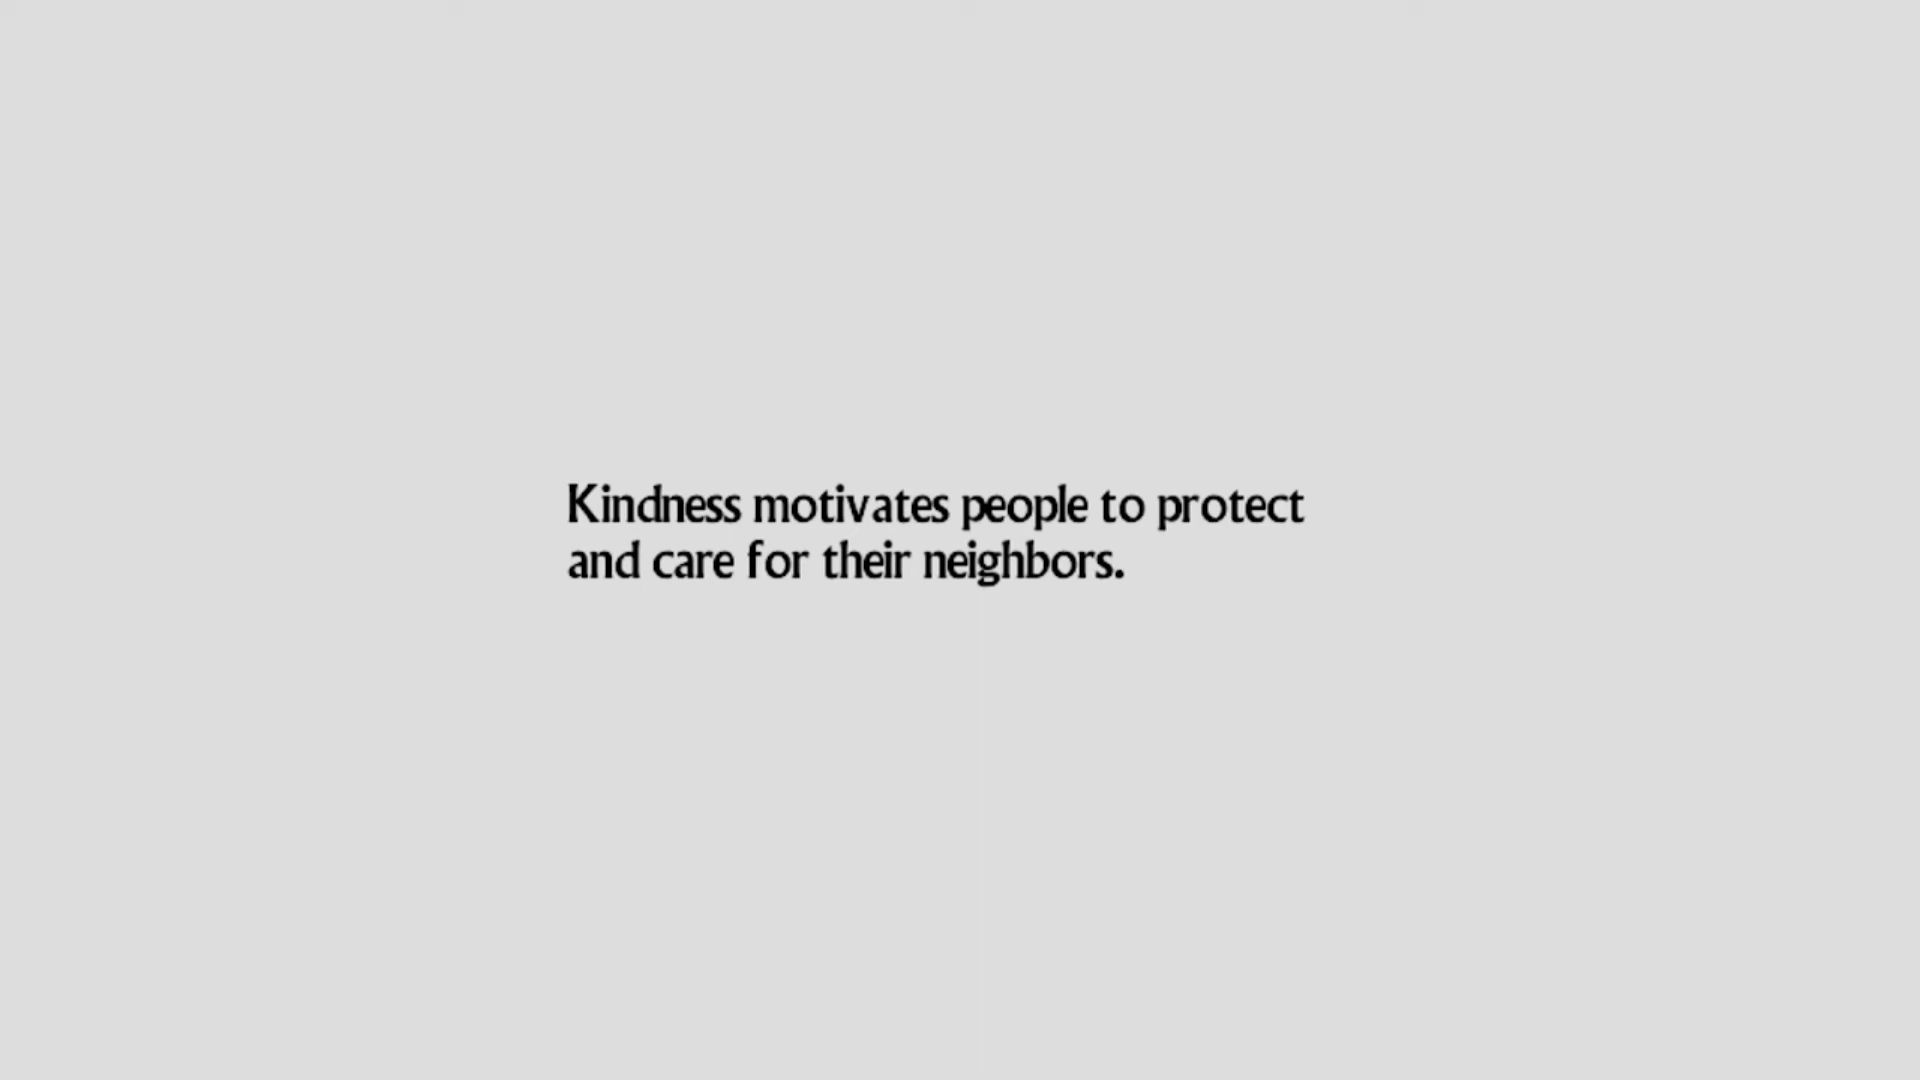 Kindness motivates people to protect
and care for their neighbors.